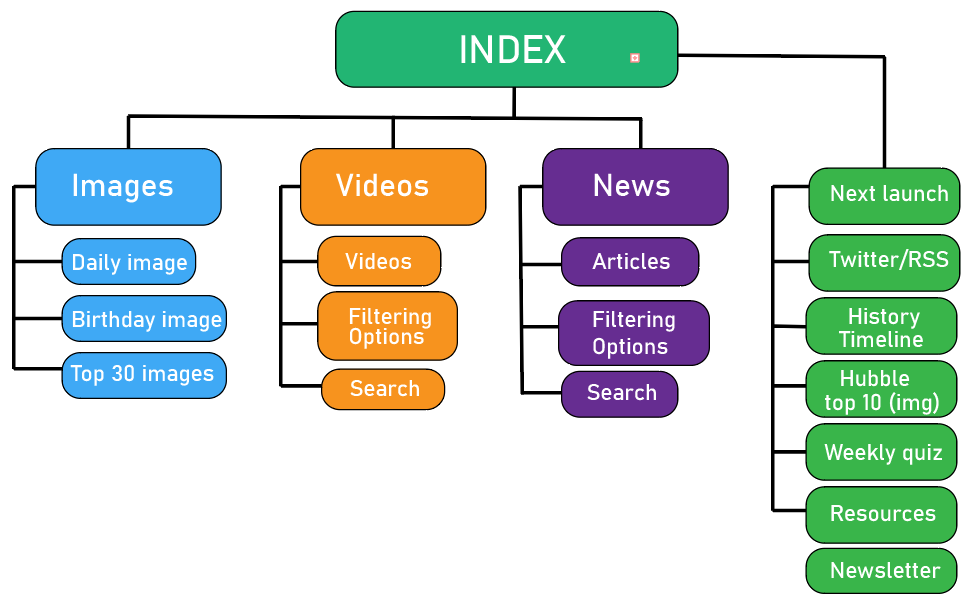 INDEX
Images
Daily image
Birthday image
Top 30 images
Videos
Videos
Filtering
Options
Search
News
Articles
Filtering
Options
Search
Next launch
Twitter/RSS
History
Timeline
Hubble
top 10 (img)
Weekly quiz
Resources
Newsletter